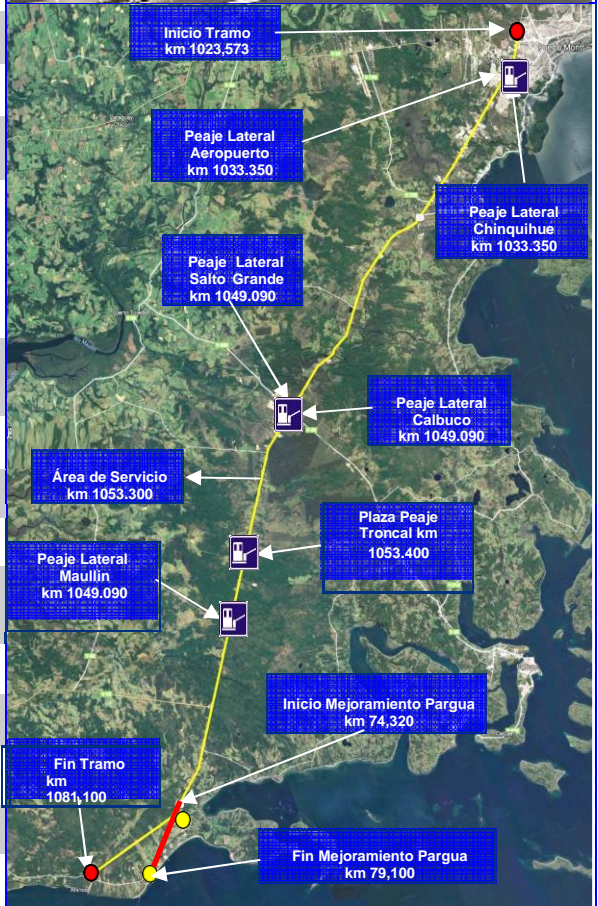 Inicio Tramo
km 1023,573
Peaje Lateral
Aeropuerto
km 1033.350
Peaje Lateral
Chinquihue
km 1033.350
Peaje Lateral
Salto Grande
km 1049.090
Peaje Lateral
Calbuco
km 1049.090
Área de Servicio
km 1053.300
Plaza Peaje
Troncal km
1053.400
Peaje Lateral
Maullin
km 1049.090
Inicio Mejoramiento Pargua
km 74,320
Fin Tramo
km
1081,100
Fin Mejoramiento Pargua
km 79,100